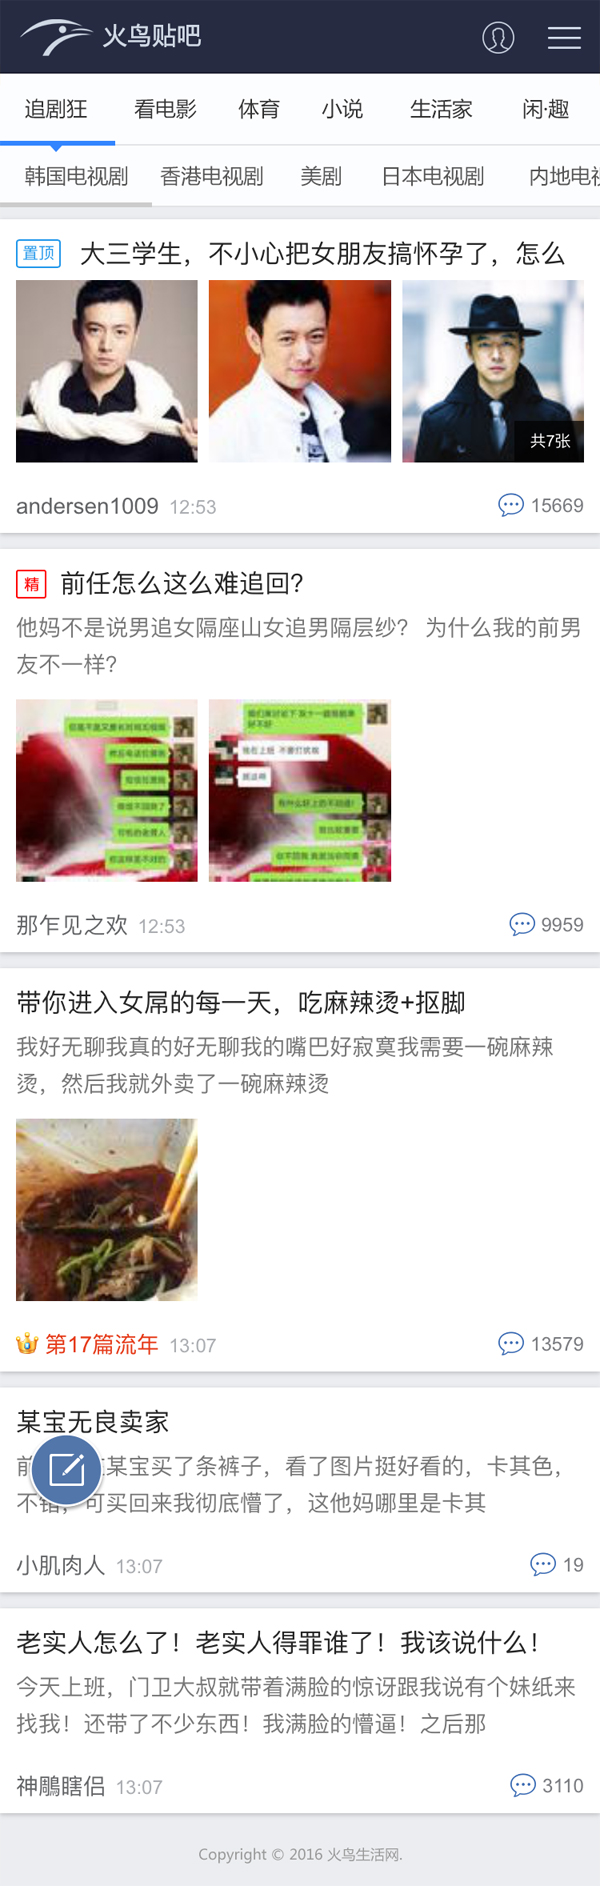 火鸟贴吧
追剧狂 看电影 体育 小说 生活家 闲·趣
韩国电视剧 香港电视剧 美剧 日本电视剧 内地电视
置顶 大三学生，不小心把女朋友搞怀孕了，怎么
共7张
andersen1009 12:53 15669
精 前任怎么这么难追回？
他妈不是说男追女隔座山女追男隔层纱？ 为什么我的前男
友不一样？
那乍见之欢 12:53 9959
带你进入女屌的每一天，吃麻辣烫+抠脚
我好无聊我真的好无聊我的嘴巴好寂寞我需要一碗麻辣
烫，然后我就外卖了一碗麻辣烫
第17篇流年 13:07 13579
某宝无良卖家
前 某宝买了条裤子，看了图片挺好看的，卡其色，
不错，可买回来我彻底懵了，这他妈哪里是卡其
小肌肉人 13:07 19
老实人怎么了！老实人得罪谁了！我该说什么！
今天上班，门卫大叔就带着满脸的惊讶跟我说有个妹纸来
找我！还带了不少东西！我满脸的懵逼！之后那
神鵰瞎侣 13:07 3110
Copyright © 2016 火鸟生活网.